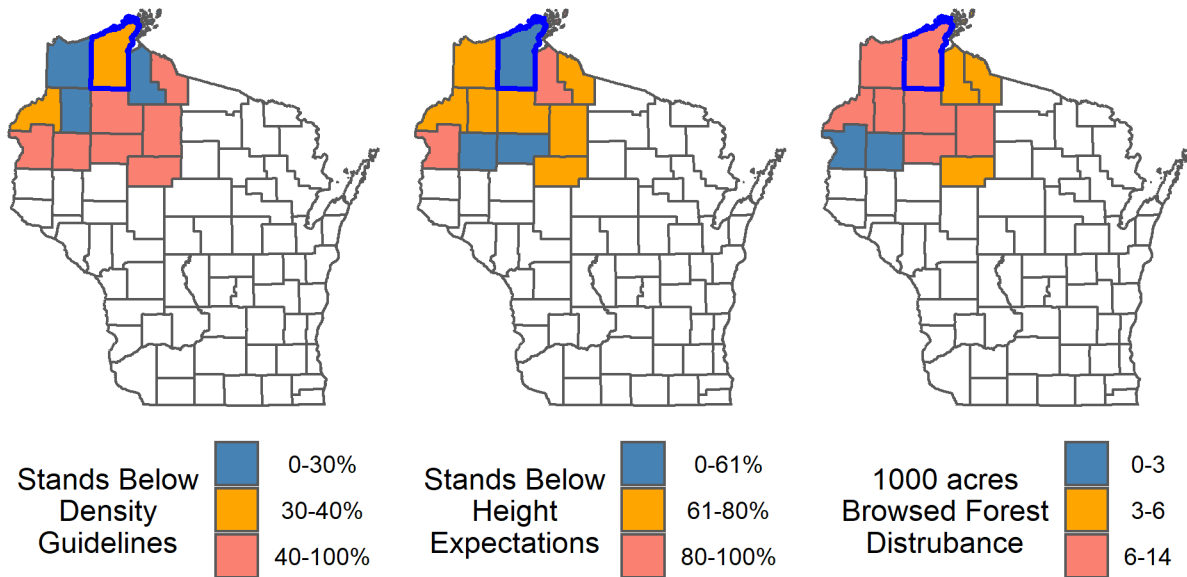 Stands Below
Density
Guidelines
0-30%
30-40%
40-100%
Stands Below
Height
Expectations
0-61%
61-80%
80-100%
1000 acres
Browsed Forest
Distrubance
0-3
3-6
6-14